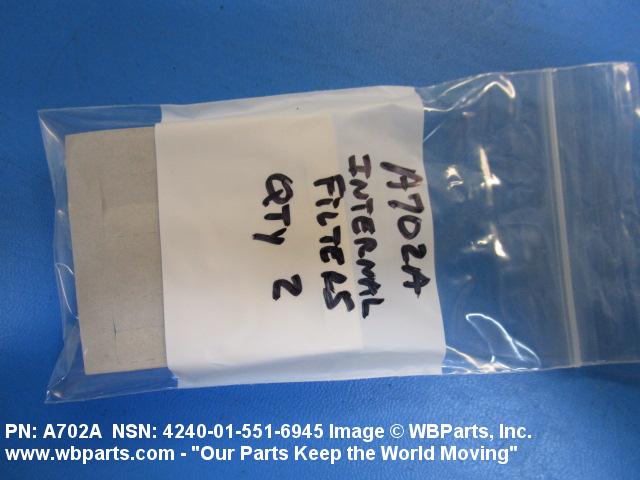 A702A
INTERNAL
FILTERS
QTY 2
PN: A702A NSN: 4240-01-551-6945 Image © WBParts, Inc.
www.wbparts.com - "Our Parts Keep the World Moving"